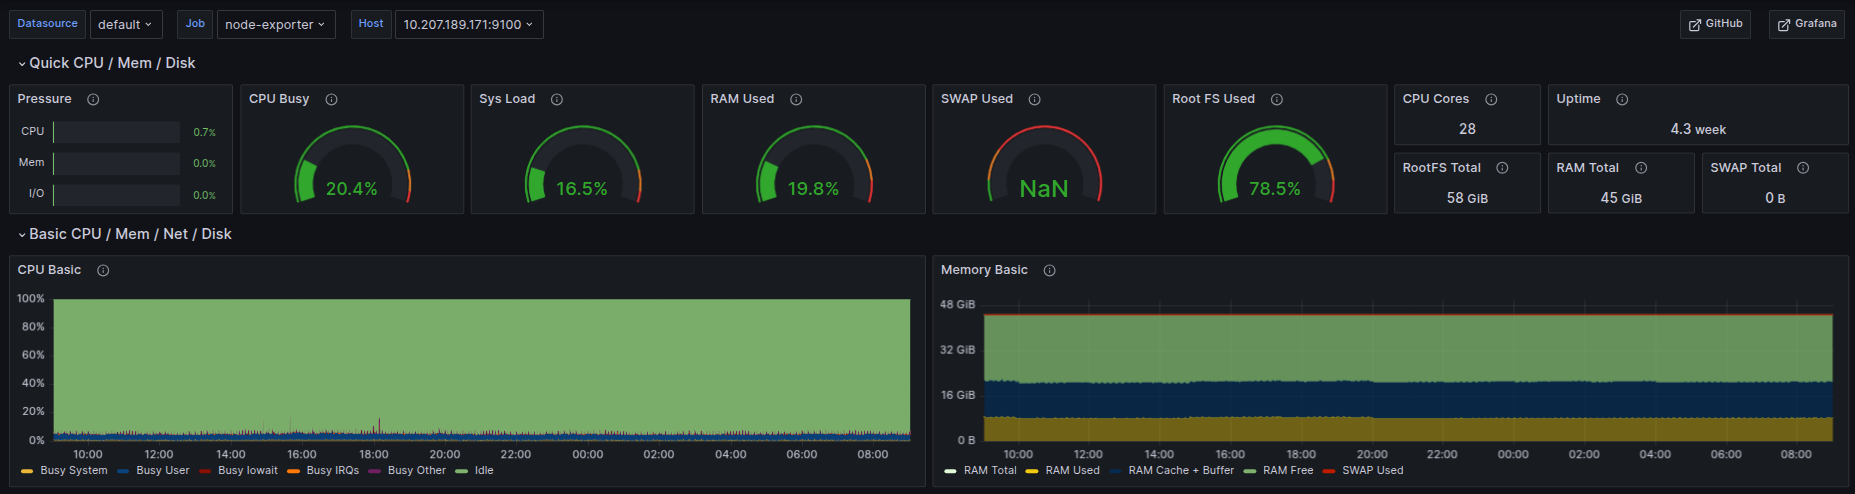 Datasource default Job node-exporter Host 10.207.189.171:9100 GitHub Grafana
Quick CPU / Mem / Disk
Pressure
CPU 0.7%
Mem 0.0%
I/O 0.0%
CPU Busy
20.4%
Sys Load
16.5%
RAM Used
19.8%
SWAP Used
NaN
Root FS Used
78.5%
CPU Cores
28
Uptime
4.3 week
RootFS Total
58 GiB
RAM Total
45 GiB
SWAP Total
0 B
Basic CPU / Mem / Net / Disk
CPU Basic
100%
80%
60%
40%
20%
0%
10:00 12:00 14:00 16:00 18:00 20:00 22:00 00:00 02:00 04:00 06:00 08:00
Busy System Busy User Busy Iowait Busy IRQs Busy Other Idle
Memory Basic
48 GiB
32 GiB
16 GiB
0 B
10:00 12:00 14:00 16:00 18:00 20:00 22:00 00:00 02:00 04:00 06:00 08:00
RAM Total RAM Used RAM Cache + Buffer RAM Free SWAP Used